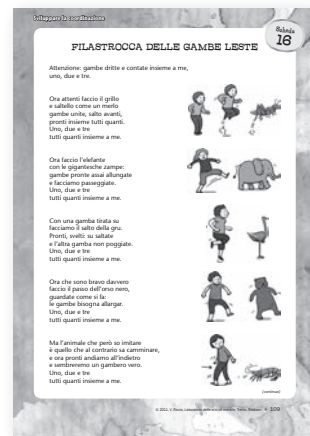 Sviluppare la coordinazione
Scheda
16
FILASTROCCA DELLE GAMBE LESTE
Attenzione: gambe dritte e contate insieme a me,
uno, due e tre.
Ora attenti faccio il grillo
e saltello come un merlo
gambe unite, salto avanti,
pronti insieme tutti quanti.
Uno, due e tre
tutti quanti insieme a me.
Ora faccio l'elefante
con le gigantesche zampe:
gambe pronte assai allungate
e facciamo passeggiate.
Uno, due e tre
tutti quanti insieme a me.
Con una gamba tirata su
facciamo il salto della gru.
Pronti, svelti: su saltate
e l'altra gamba non poggiate.
Uno, due e tre
tutti quanti insieme a me.
Ora che sono bravo davvero
faccio il passo dell'orso nero,
guardate come si fa:
le gambe bisogna allargar.
Uno, due e tre
tutti quanti insieme a me.
Ma l'animale che però so imitare
è quello che al contrario sa camminare,
e ora pronti andiamo all'indietro
e sembreremo un gambero vero.
Uno, due e tre
tutti quanti insieme a me.
(continua)
109